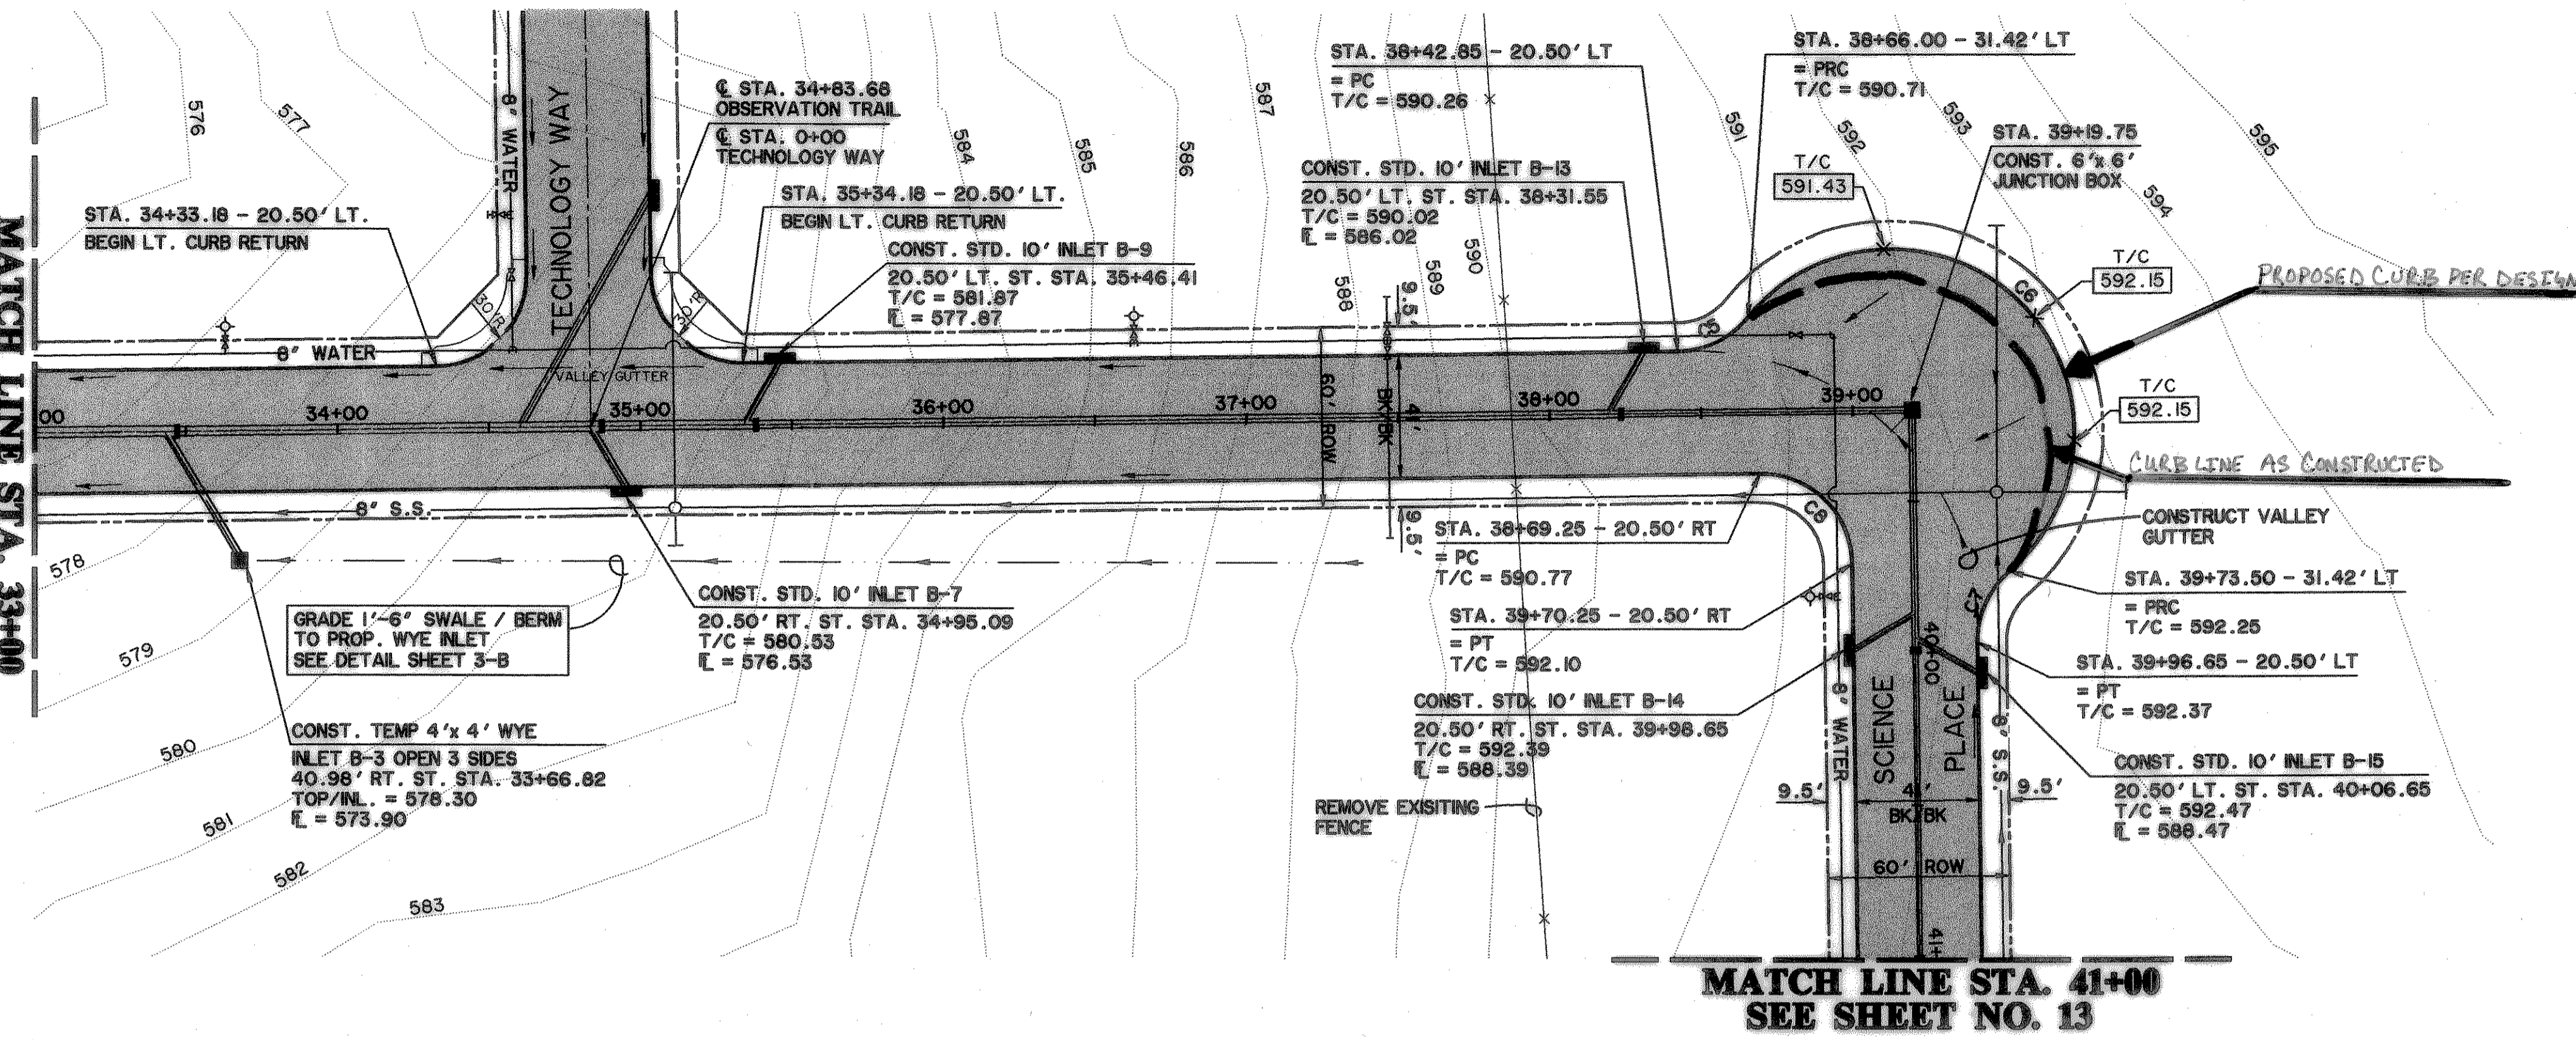 MATCH LINE STA. 33+00
576
577
8' WATER
TECHNOLOGY WAY
℄ STA. 34+83.68
OBSERVATION TRAIL
℄ STA. 0+00
TECHNOLOGY WAY
STA. 34+33.18 - 20.50' LT.
BEGIN LT. CURB RETURN
STA. 35+34.18 - 20.50' LT.
BEGIN LT. CURB RETURN
CONST. STD. 10' INLET B-9
20.50' LT. ST. STA. 35+46.41
T/C = 581.87
FL = 577.87
30'R
30'R
584
585
586
587
588
589
590
STA. 38+42.85 - 20.50' LT
= PC
T/C = 590.26
CONST. STD. 10' INLET B-13
20.50' LT. ST. STA. 38+31.55
T/C = 590.02
FL = 586.02
STA. 38+66.00 - 31.42' LT
= PRC
T/C = 590.71
591
592
593
594
595
T/C
591.43
STA. 39+19.75
CONST. 6'x 6'
JUNCTION BOX
T/C
592.15
C6
PROPOSED CURB PER DESIGN
T/C
592.15
CURB LINE AS CONSTRUCTED
8' WATER
VALLEY GUTTER
00
34+00
35+00
36+00
37+00
38+00
39+00
9.5'
60' ROW
41'
BK/BK
9.5'
C5
8' S.S.
C8
CONSTRUCT VALLEY
GUTTER
STA. 38+69.25 - 20.50' RT
= PC
T/C = 590.77
STA. 39+70.25 - 20.50' RT
= PT
T/C = 592.10
CONST. STD. 10' INLET B-14
20.50' RT. ST. STA. 39+98.65
T/C = 592.39
FL = 588.39
STA. 39+73.50 - 31.42' LT
= PRC
T/C = 592.25
C7
STA. 39+96.65 - 20.50' LT
= PT
T/C = 592.37
CONST. STD. 10' INLET B-15
20.50' LT. ST. STA. 40+06.65
T/C = 592.47
FL = 588.47
GRADE 1'-6" SWALE / BERM
TO PROP. WYE INLET
SEE DETAIL SHEET 3-B
CONST. STD. 10' INLET B-7
20.50' RT. ST. STA. 34+95.09
T/C = 580.53
FL = 576.53
CONST. TEMP 4'x 4' WYE
INLET B-3 OPEN 3 SIDES
40.98' RT. ST. STA. 33+66.82
TOP/INL. = 578.30
FL = 573.90
578
579
580
581
582
583
REMOVE EXISITING
FENCE
40+00
8' WATER
SCIENCE PLACE
8' S.S.
9.5'
41'
BK/BK
9.5'
60' ROW
41+
MATCH LINE STA. 41+00
SEE SHEET NO. 13